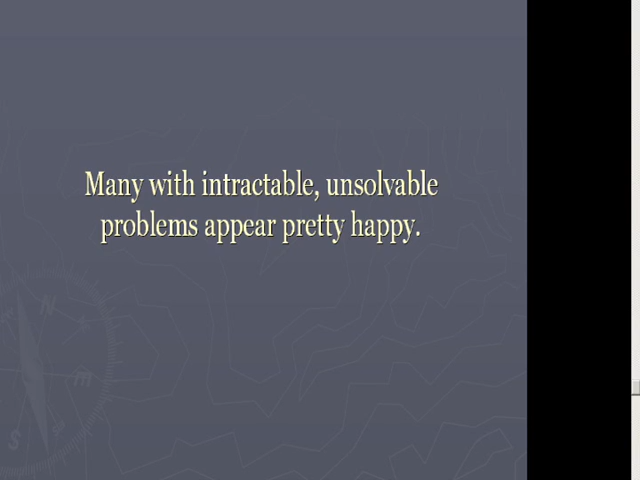 Many with intractable, unsolvable
problems appear pretty happy.
N
E
S